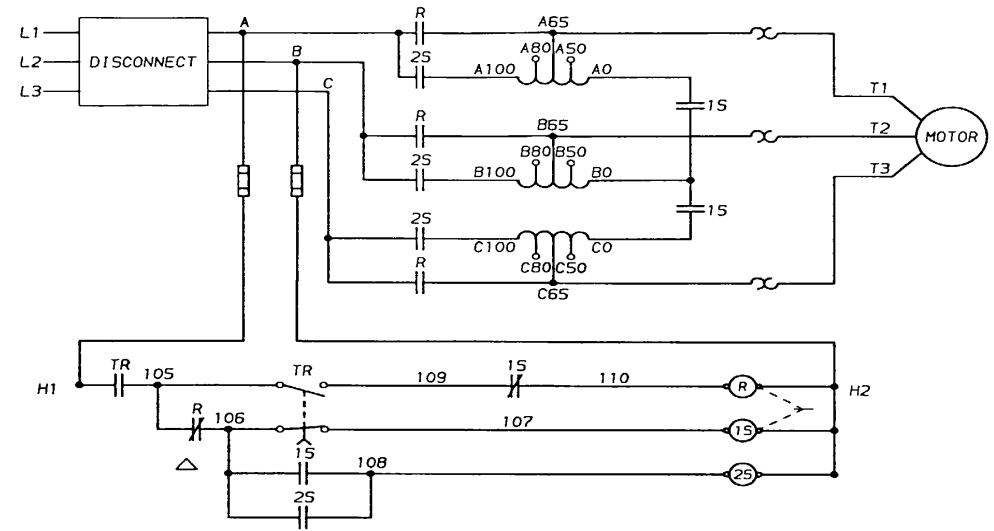 A R A65
L1
A80 A50
B 2S
L2 DISCONNECT
C A100 A0
L3 T1
1S
R B65 T2 MOTOR
B80 B50
2S T3
B100 B0
1S
2S
C100 C0
R C80 C50
C65
TR 105 TR 109 1S 110
H1 R H2
R 106 107
1S
1S
108
2S
2S